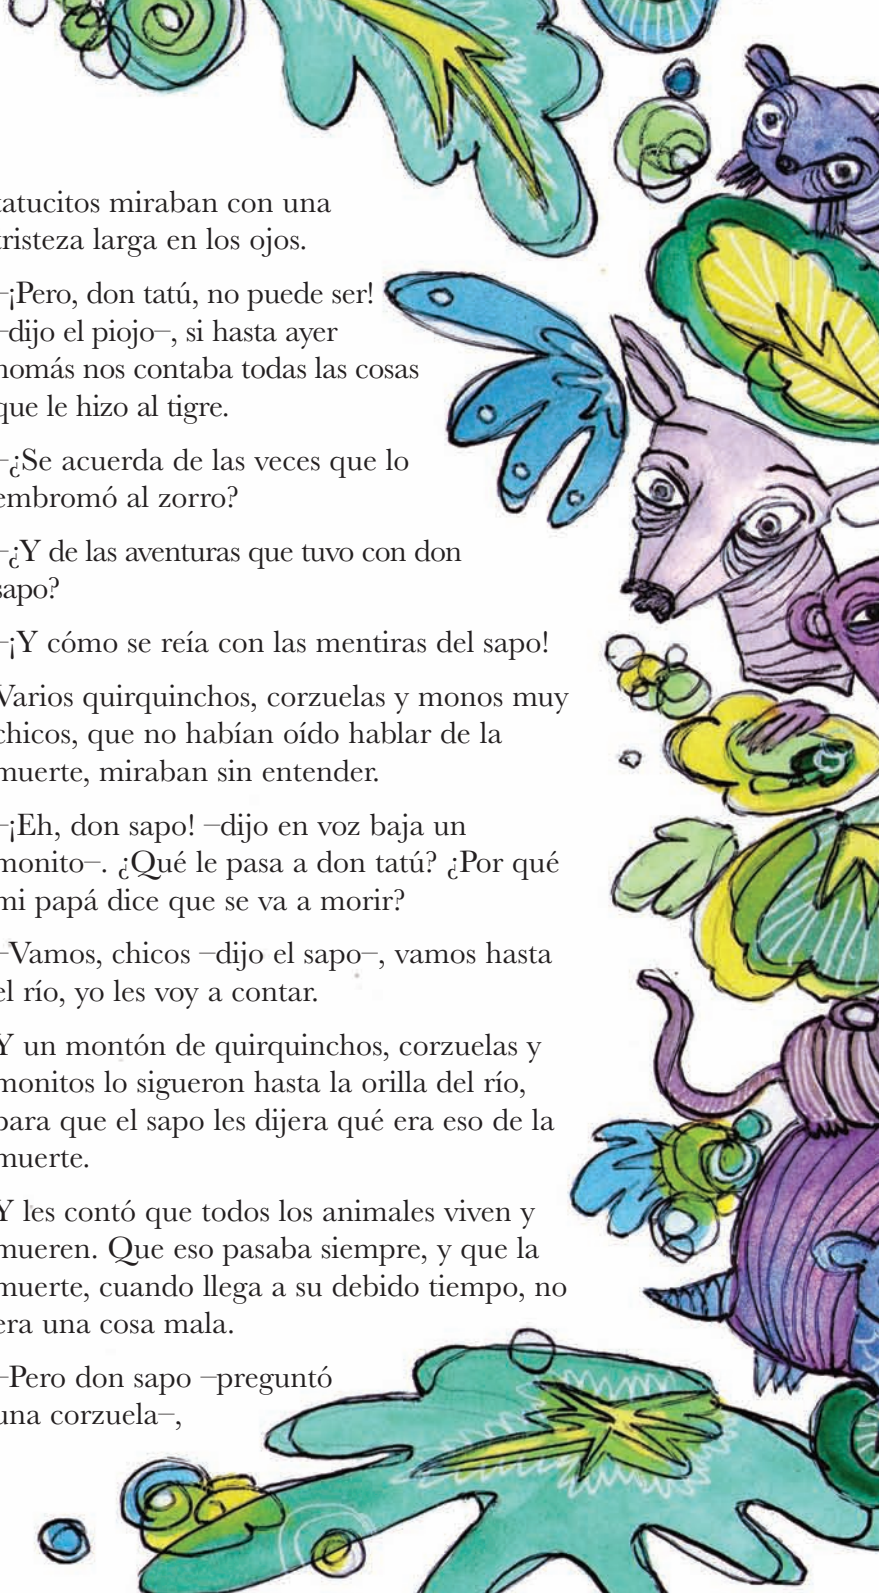 tatucitos miraban con una
tristeza larga en los ojos.
–¡Pero, don tatú, no puede ser!
–dijo el piojo–, si hasta ayer
nomás nos contaba todas las cosas
que le hizo al tigre.
–¿Se acuerda de las veces que lo
embromó al zorro?
–¿Y de las aventuras que tuvo con don
sapo?
–¡Y cómo se reía con las mentiras del sapo!
Varios quirquinchos, corzuelas y monos muy
chicos, que no habían oído hablar de la
muerte, miraban sin entender.
–¡Eh, don sapo! –dijo en voz baja un
monito–. ¿Qué le pasa a don tatú? ¿Por qué
mi papá dice que se va a morir?
–Vamos, chicos –dijo el sapo–, vamos hasta
el río, yo les voy a contar.
Y un montón de quirquinchos, corzuelas y
monitos lo sigueron hasta la orilla del río,
para que el sapo les dijera qué era eso de la
muerte.
Y les contó que todos los animales viven y
mueren. Que eso pasaba siempre, y que la
muerte, cuando llega a su debido tiempo, no
era una cosa mala.
–Pero don sapo –preguntó
una corzuela–,